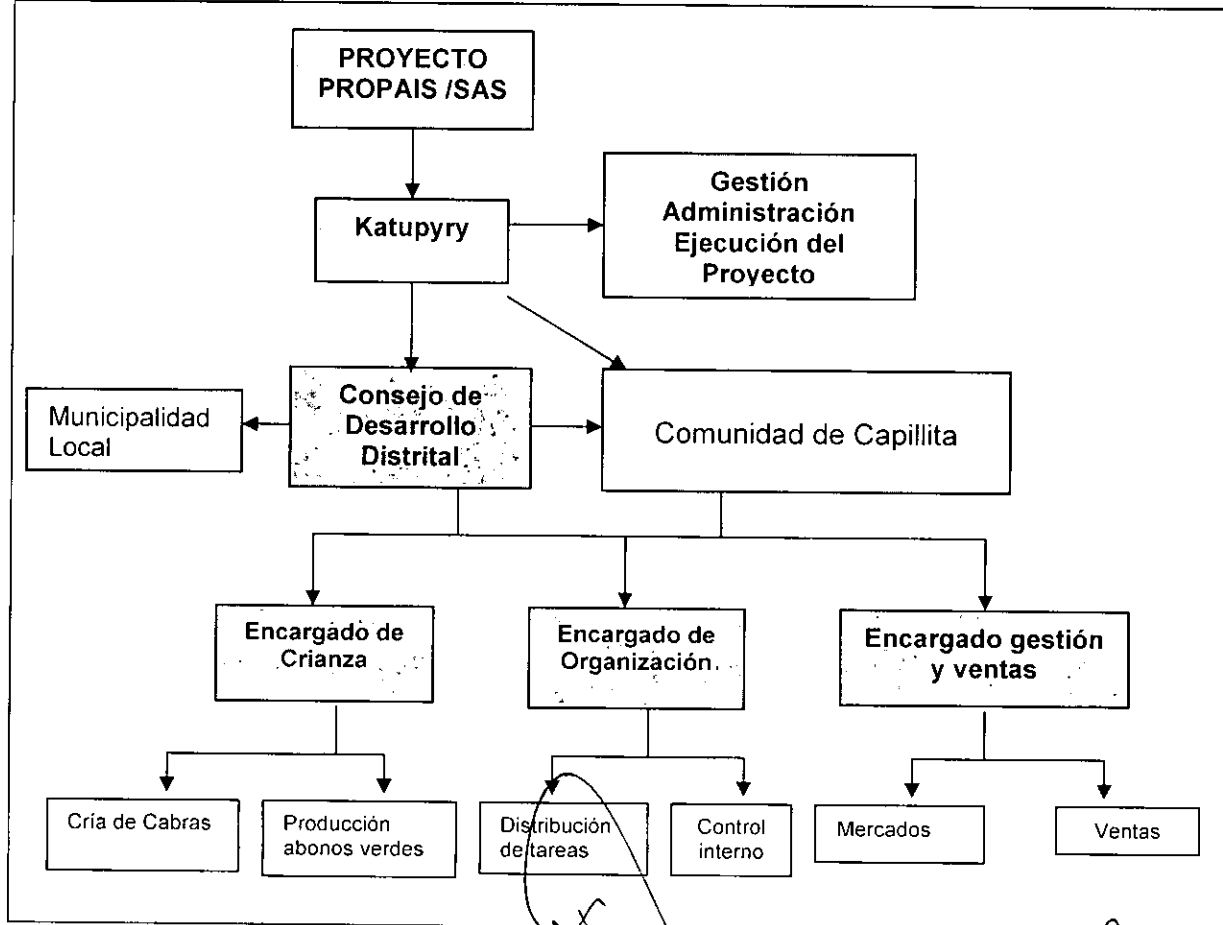 PROYECTO
PROPAIS /SAS
Katupyry
Gestión
Administración
Ejecución del
Proyecto
Municipalidad
Local
Consejo de
Desarrollo
Distrital
Comunidad de Capillita
Encargado de
Crianza
Encargado de
Organización
Encargado gestión
y ventas
Cría de Cabras
Producción
abonos verdes
Distribución
de tareas
Control
interno
Mercados
Ventas